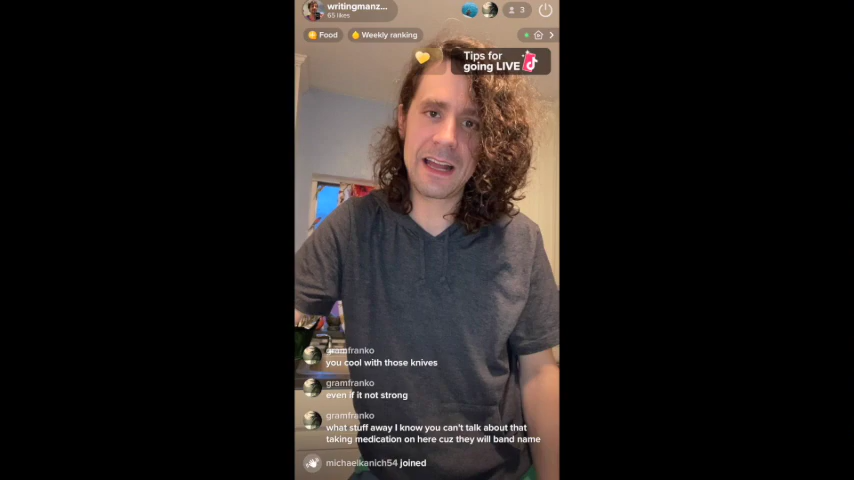 writingmanz...
65 likes
3
Food
Weekly ranking
Tips for
going LIVE
gramfranko
you cool with those knives
gramfranko
even if it not strong
gramfranko
what stuff away I know you can't talk about that
taking medication on here cuz they will band name
michaelkanich54 joined